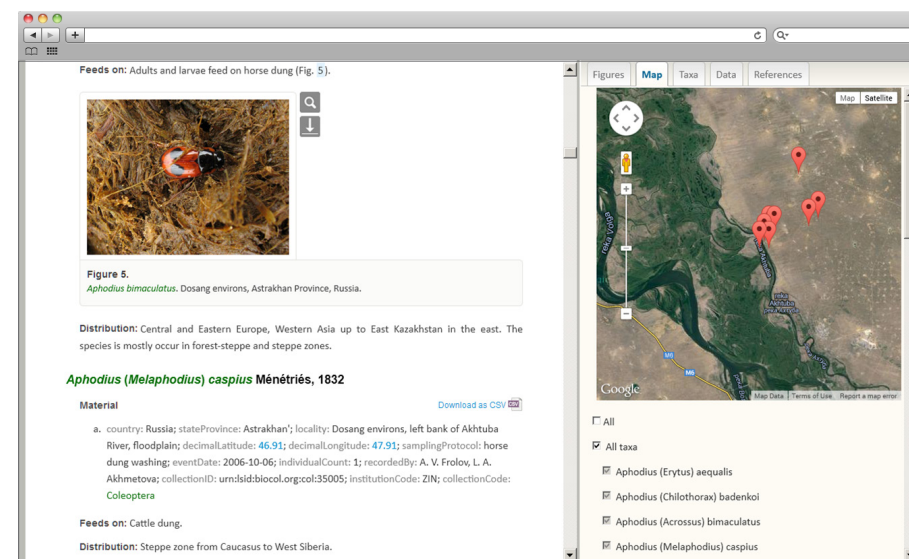 Feeds on: Adults and larvae feed on horse dung (Fig. 5).
Figure 5.
Aphodius bimaculatus. Dosang environs, Astrakhan Province, Russia.
Distribution: Central and Eastern Europe, Western Asia up to East Kazakhstan in the east. The
species is mostly occur in forest-steppe and steppe zones.
Aphodius (Melaphodius) caspius Ménétriés, 1832
Material
Download as CSV
CSV
a. country: Russia; stateProvince: Astrakhan'; locality: Dosang environs, left bank of Akhtuba
River, floodplain; decimalLatitude: 46.91; decimalLongitude: 47.91; samplingProtocol: horse
dung washing; eventDate: 2006-10-06; individualCount: 1; recordedBy: A. V. Frolov, L. A.
Akhmetova; collectionID: urn:lsid:biocol.org:col:35005; institutionCode: ZIN; collectionCode:
Coleoptera
Feeds on: Cattle dung.
Distribution: Steppe zone from Caucasus to West Siberia.
Figures
Map
Taxa
Data
References
Map
Satellite
reka Volga
reka
Akhtuba
M6
M6
Google
Map Data
Terms of Use
Report a map error
All
All taxa
Aphodius (Erytus) aequalis
Aphodius (Chilothorax) badenkoi
Aphodius (Acrossus) bimaculatus
Aphodius (Melaphodius) caspius